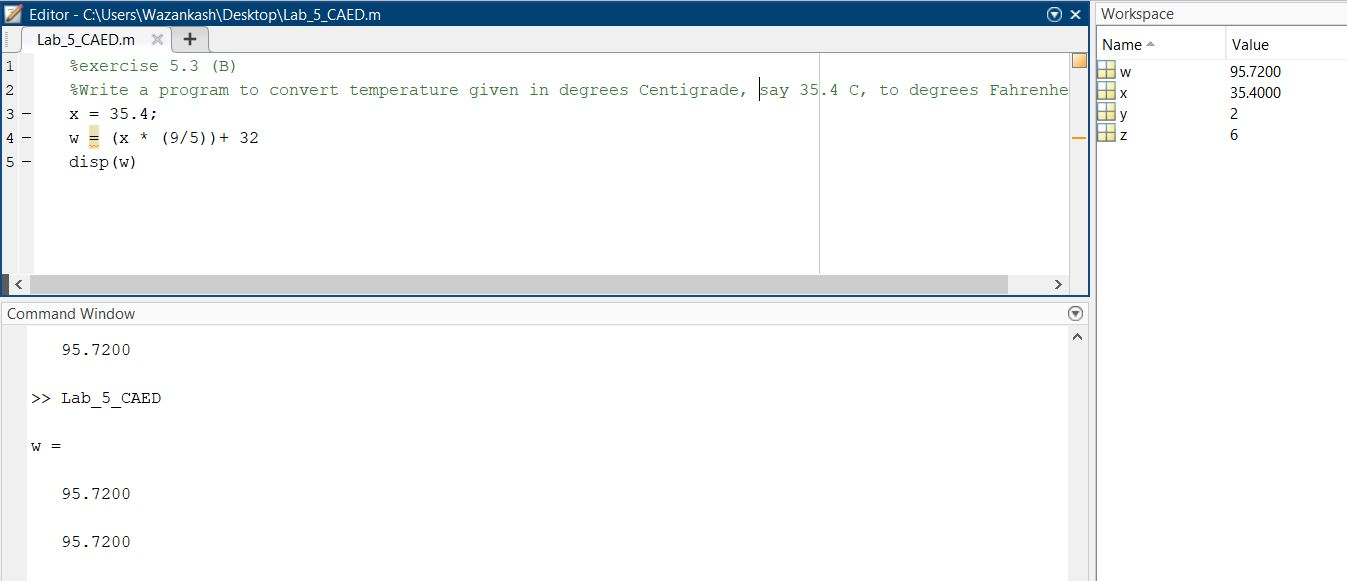 Editor - C:\Users\Wazankash\Desktop\Lab_5_CAED.m
Lab_5_CAED.m
1 %exercise 5.3 (B)
2 %Write a program to convert temperature given in degrees Centigrade, say 35.4 C, to degrees Fahrenhe
3 – x = 35.4;
4 – w = (x * (9/5))+ 32
5 – disp(w)
Command Window
95.7200
>> Lab_5_CAED
w =
95.7200
95.7200
Workspace
Name Value
w 95.7200
x 35.4000
y 2
z 6